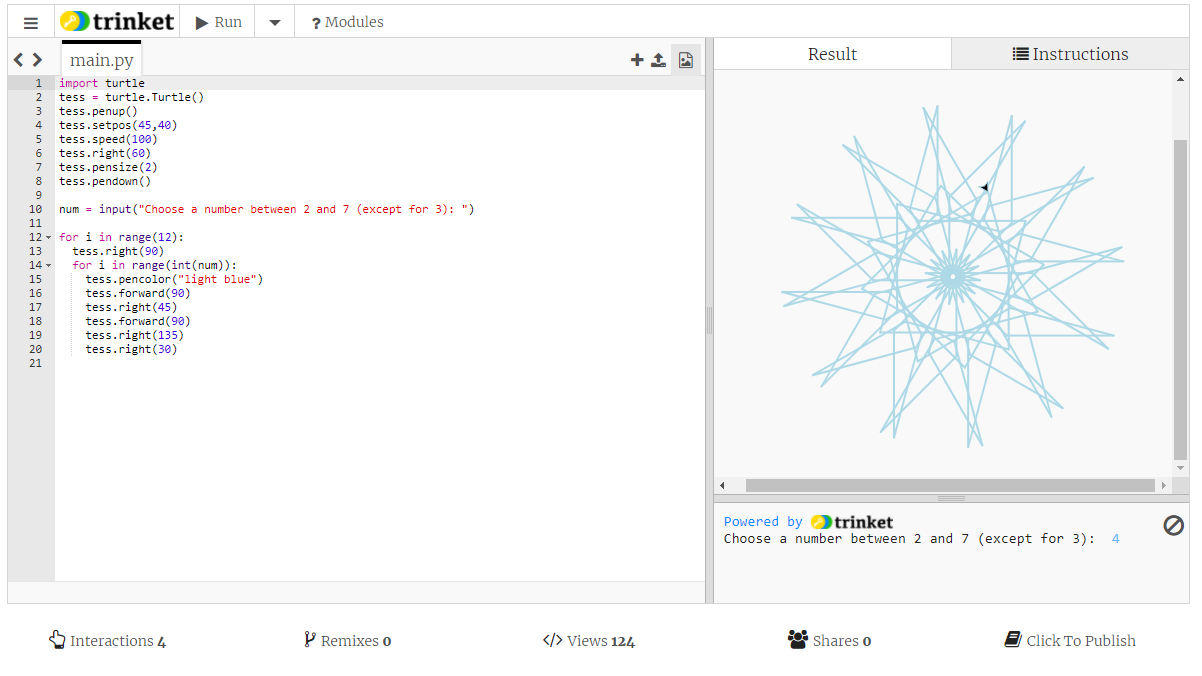 trinket Run ? Modules
main.py
Result Instructions
1 import turtle
2 tess = turtle.Turtle()
3 tess.penup()
4 tess.setpos(45,40)
5 tess.speed(100)
6 tess.right(60)
7 tess.pensize(2)
8 tess.pendown()
9
10 num = input("Choose a number between 2 and 7 (except for 3): ")
11
12 for i in range(12):
13 tess.right(90)
14 for i in range(int(num)):
15 tess.pencolor("light blue")
16 tess.forward(90)
17 tess.right(45)
18 tess.forward(90)
19 tess.right(135)
20 tess.right(30)
21
Powered by trinket
Choose a number between 2 and 7 (except for 3): 4
Interactions 4 Remixes 0 </> Views 124 Shares 0 Click To Publish